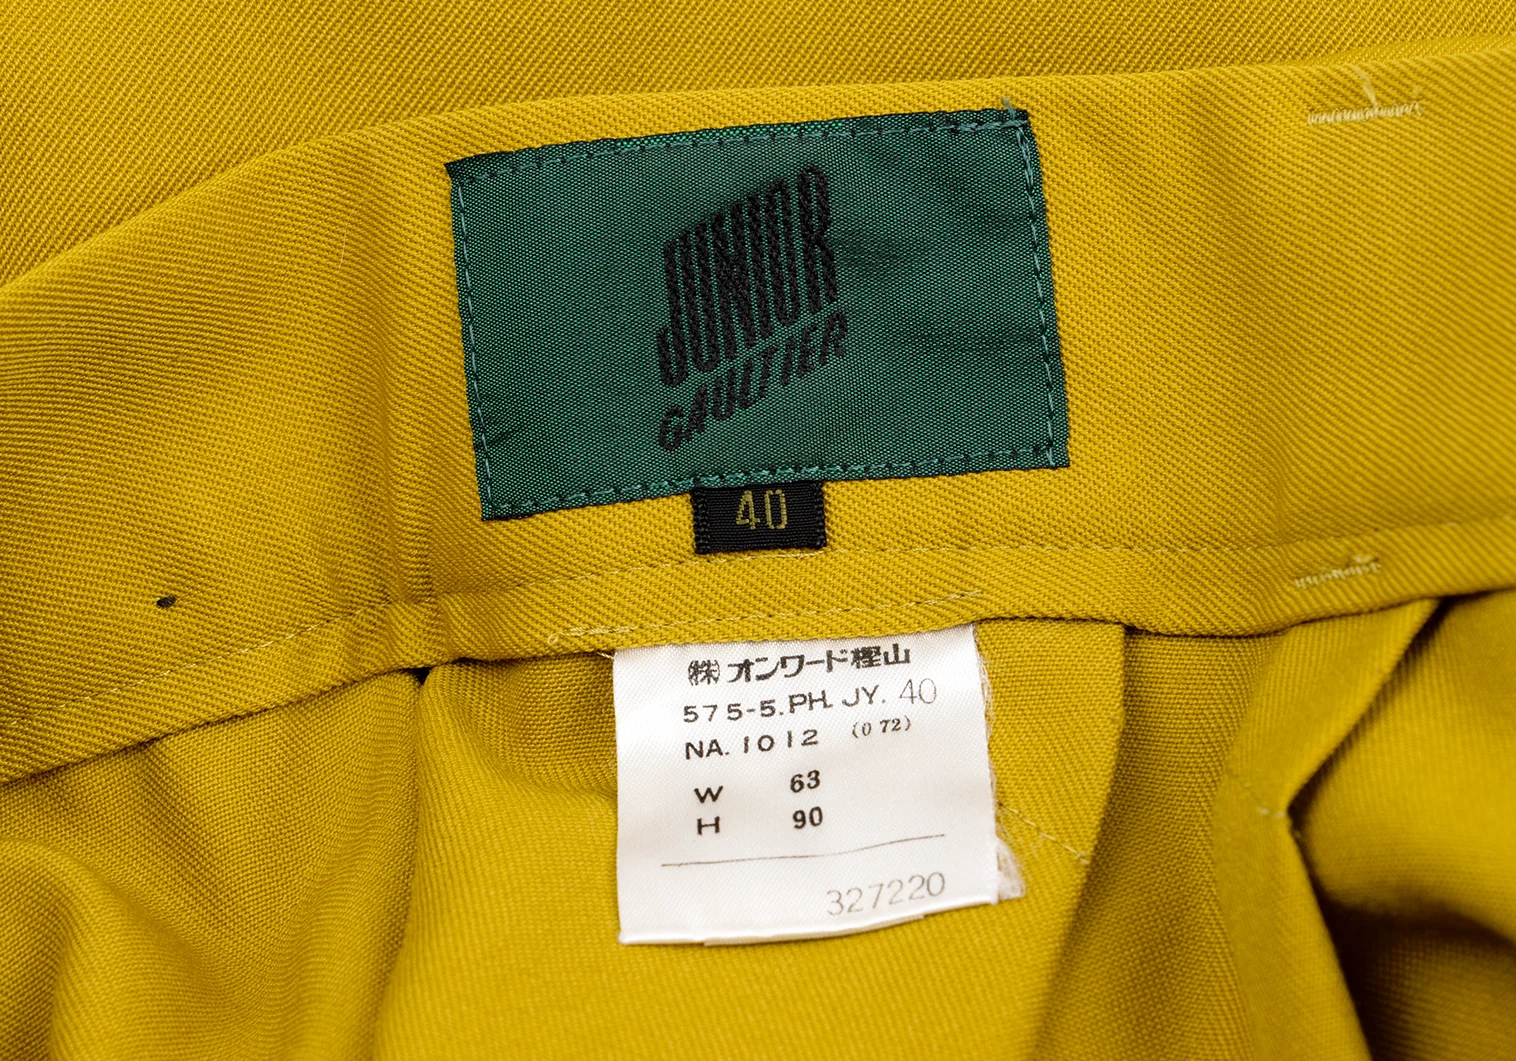 JUNIOR
GAULTIER
40
㈱オンワード樫山
575-5.PH. JY. 40
NA. 1012 (072)
W 63
H 90
327220